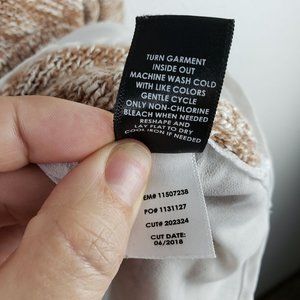 TURN GARMENT
INSIDE OUT
MACHINE WASH COLD
WITH LIKE COLORS
GENTLE CYCLE
ONLY NON-CHLORINE
BLEACH WHEN NEEDED
RESHAPE AND
LAY FLAT TO DRY
COOL IRON IF NEEDED
EM# 11507238
PO# 1131127
CUT# 202324
CUT DATE:
06/2018